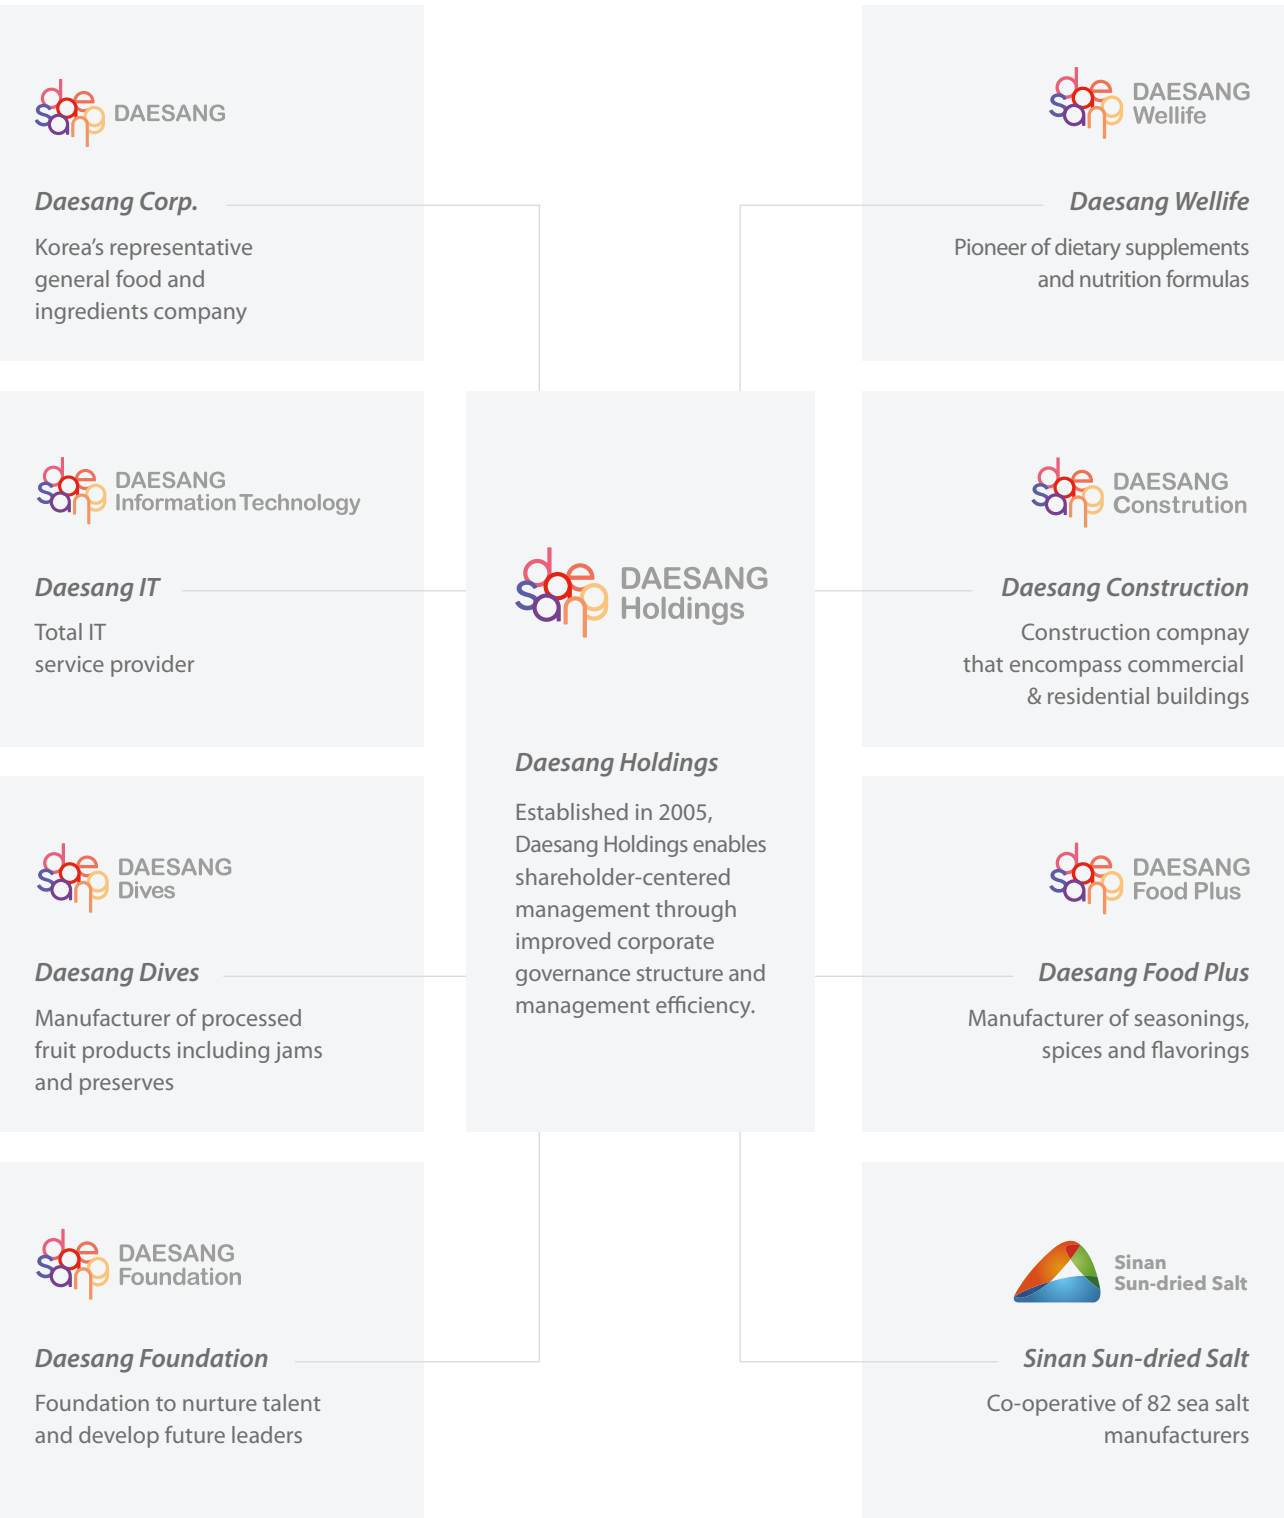 DAESANG
Daesang Corp.
Korea’s representative
general food and
ingredients company
DAESANG
Wellife
Daesang Wellife
Pioneer of dietary supplements
and nutrition formulas
DAESANG
Information Technology
Daesang IT
Total IT
service provider
DAESANG
Holdings
Daesang Holdings
Established in 2005,
Daesang Holdings enables
shareholder-centered
management through
improved corporate
governance structure and
management efficiency.
DAESANG
Constrution
Daesang Construction
Construction compnay
that encompass commercial
& residential buildings
DAESANG
Dives
Daesang Dives
Manufacturer of processed
fruit products including jams
and preserves
DAESANG
Food Plus
Daesang Food Plus
Manufacturer of seasonings,
spices and flavorings
DAESANG
Foundation
Daesang Foundation
Foundation to nurture talent
and develop future leaders
Sinan
Sun-dried Salt
Sinan Sun-dried Salt
Co-operative of 82 sea salt
manufacturers